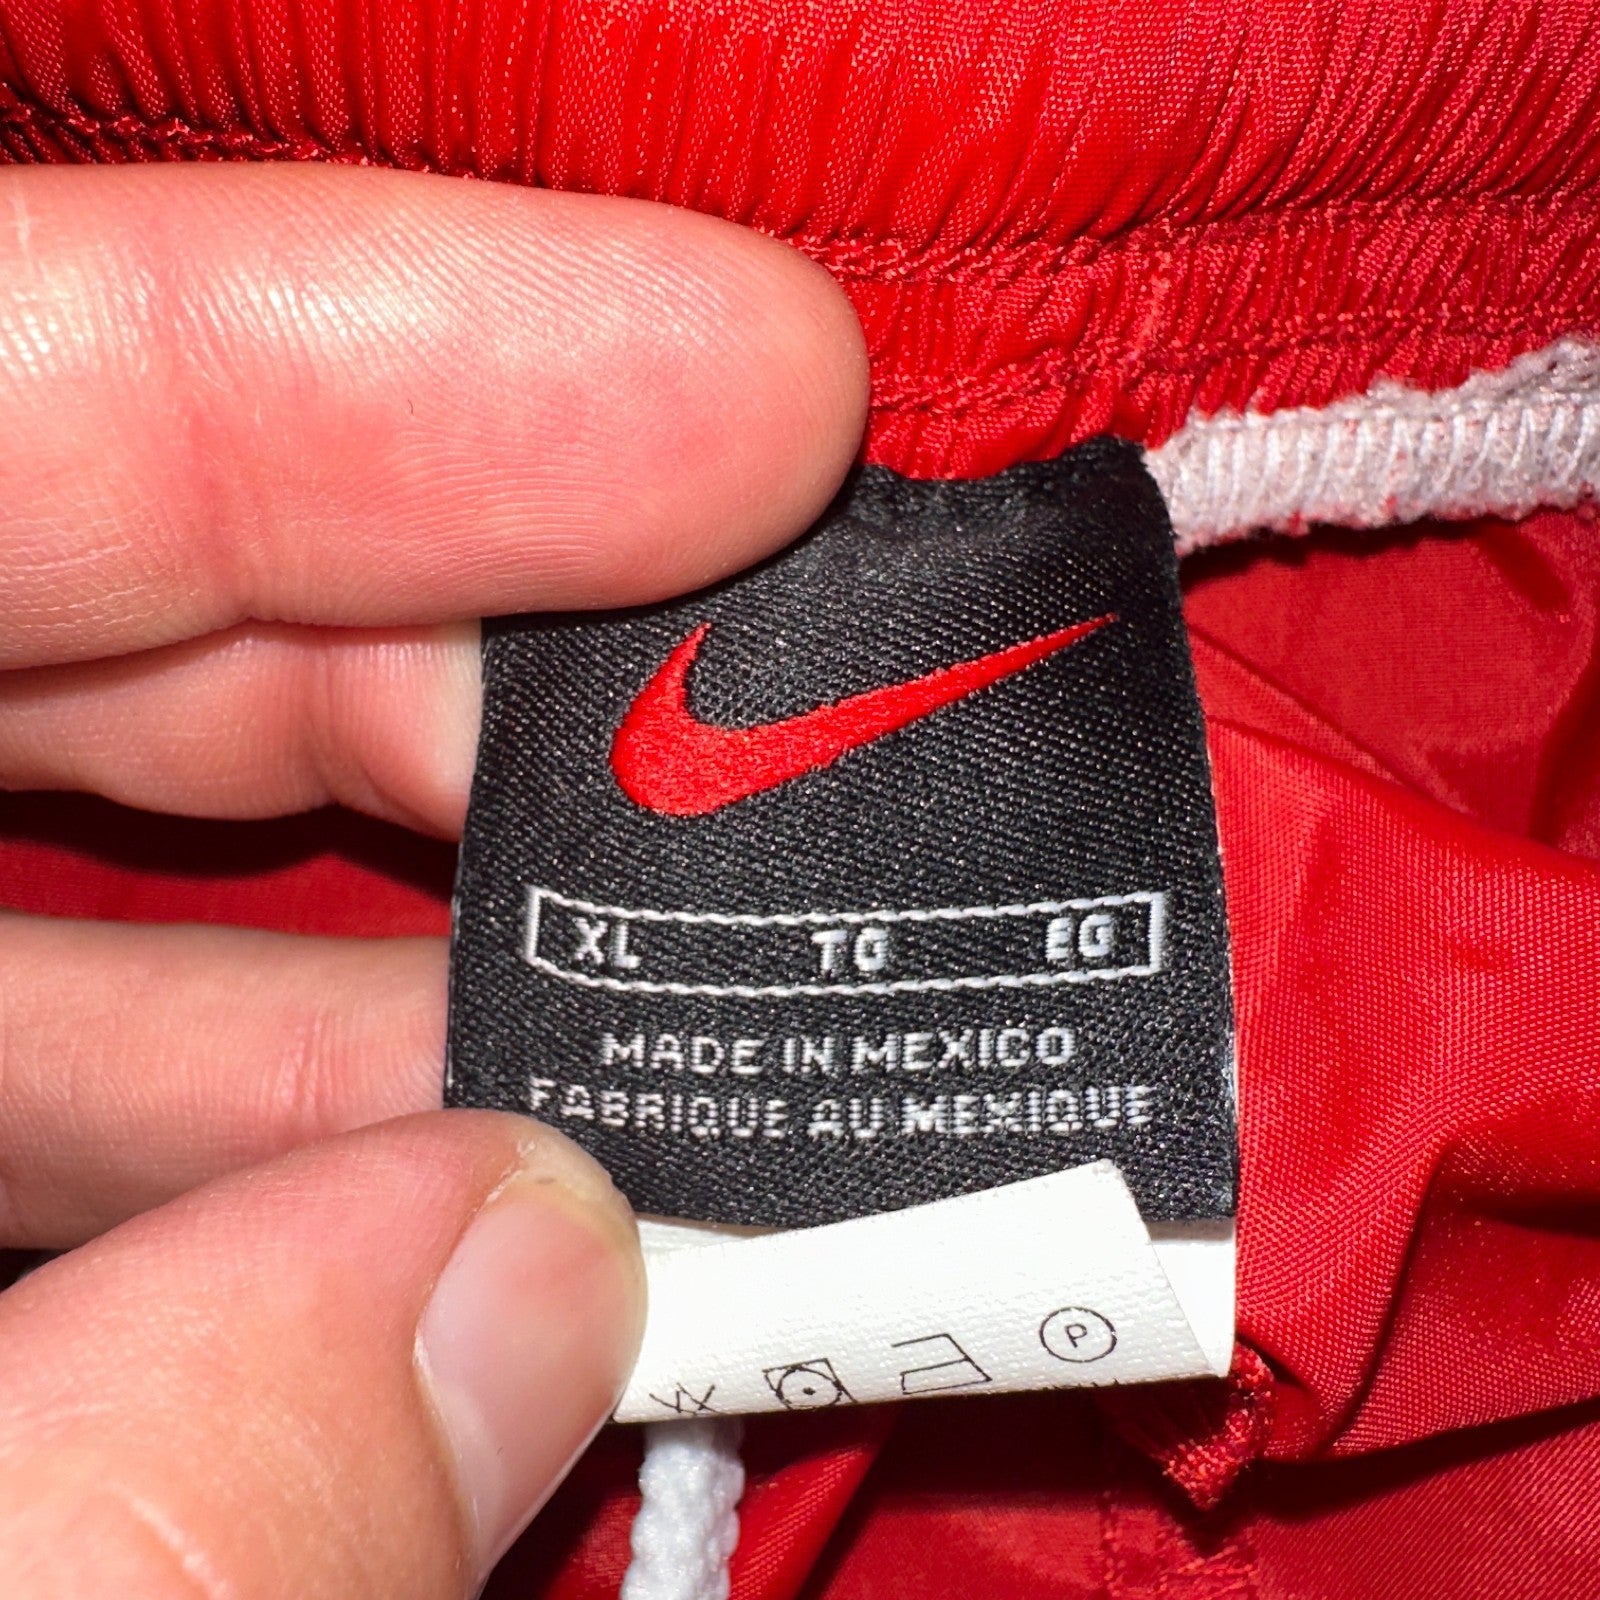 XL TG EG
MADE IN MEXICO
FABRIQUE AU MEXIQUE
P